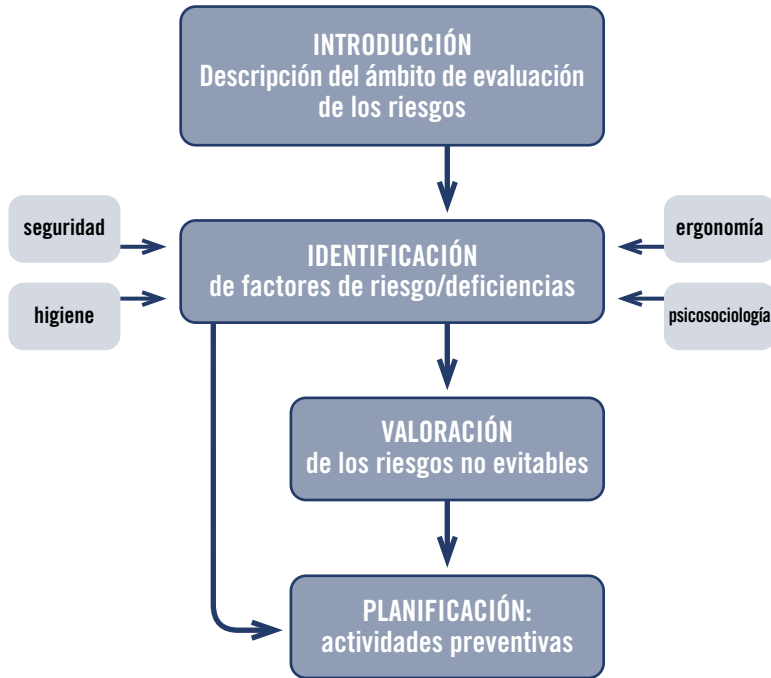 INTRODUCCIÓN
Descripción del ámbito de evaluación
de los riesgos
seguridad
higiene
IDENTIFICACIÓN
de factores de riesgo/deficiencias
ergonomía
psicosociología
VALORACIÓN
de los riesgos no evitables
PLANIFICACIÓN:
actividades preventivas